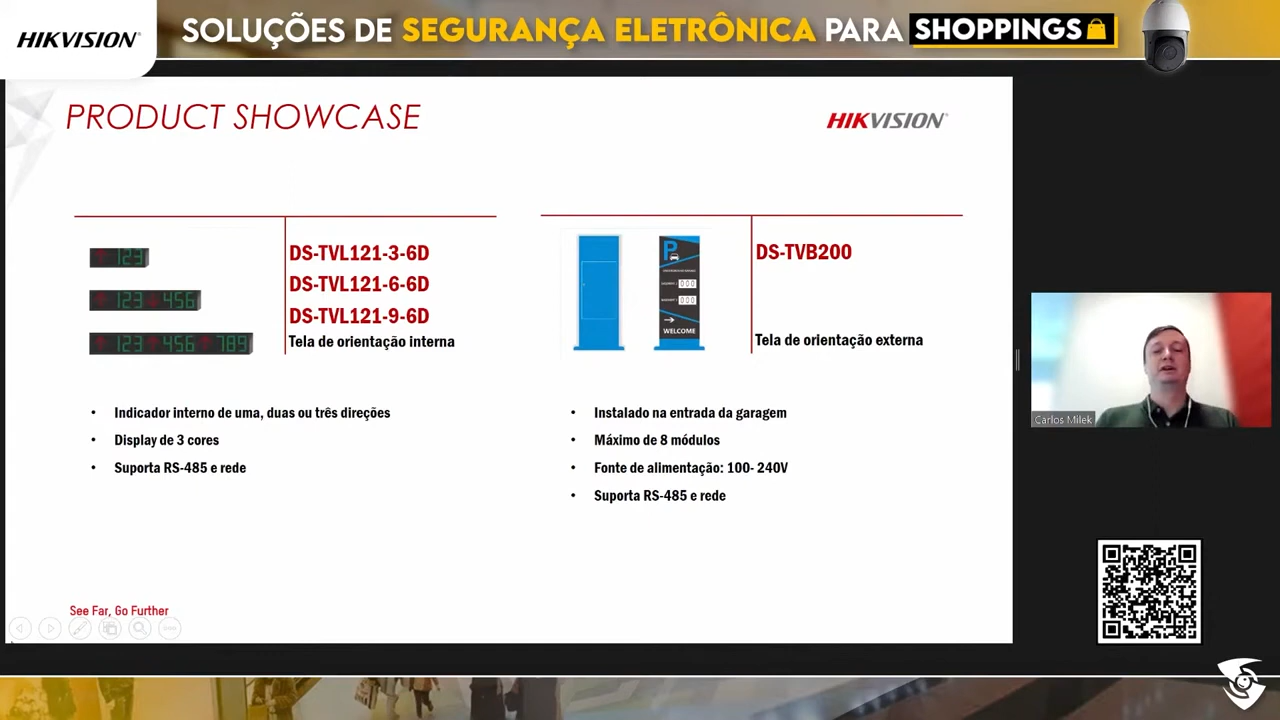 HIKVISION
SOLUÇÕES DE SEGURANÇA ELETRÔNICA PARA SHOPPINGS
PRODUCT SHOWCASE
HIKVISION
123
123 456
123 456 789
DS-TVL121-3-6D
DS-TVL121-6-6D
DS-TVL121-9-6D
Tela de orientação interna
P
000
000
WELCOME
DS-TVB200
Tela de orientação externa
• Indicador interno de uma, duas ou três direções
• Display de 3 cores
• Suporta RS-485 e rede
• Instalado na entrada da garagem
• Máximo de 8 módulos
• Fonte de alimentação: 100- 240V
• Suporta RS-485 e rede
Carlos Milek
See Far, Go Further